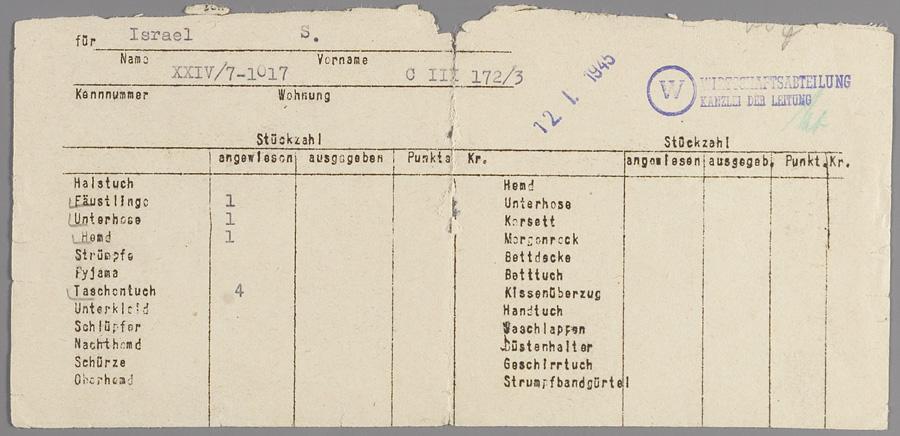 für Israel S.
Name Vorname
XXIV/7-1017 C III 172/3
Kennnummer Wohnung
12. I. 1945
W WIRTSCHAFTSABTEILUNG
KANZLEI DER LEITUNG
Stückzahl
angewiesen ausgegeben Punkte Kr.
Halstuch
Fäustlinge 1
Unterhose 1
Hemd 1
Strümpfe
Pyjama
Taschentuch 4
Unterkleid
Schlüpfer
Nachthemd
Schürze
Oberhemd
Stückzahl
angewiesen ausgegeb. Punkt. Kr.
Hemd
Unterhose
Korsett
Morgenrock
Bettdecke
Betttuch
Kissenüberzug
Handtuch
Waschlappen
Büstenhalter
Geschirrtuch
Strumpfbandgürtel